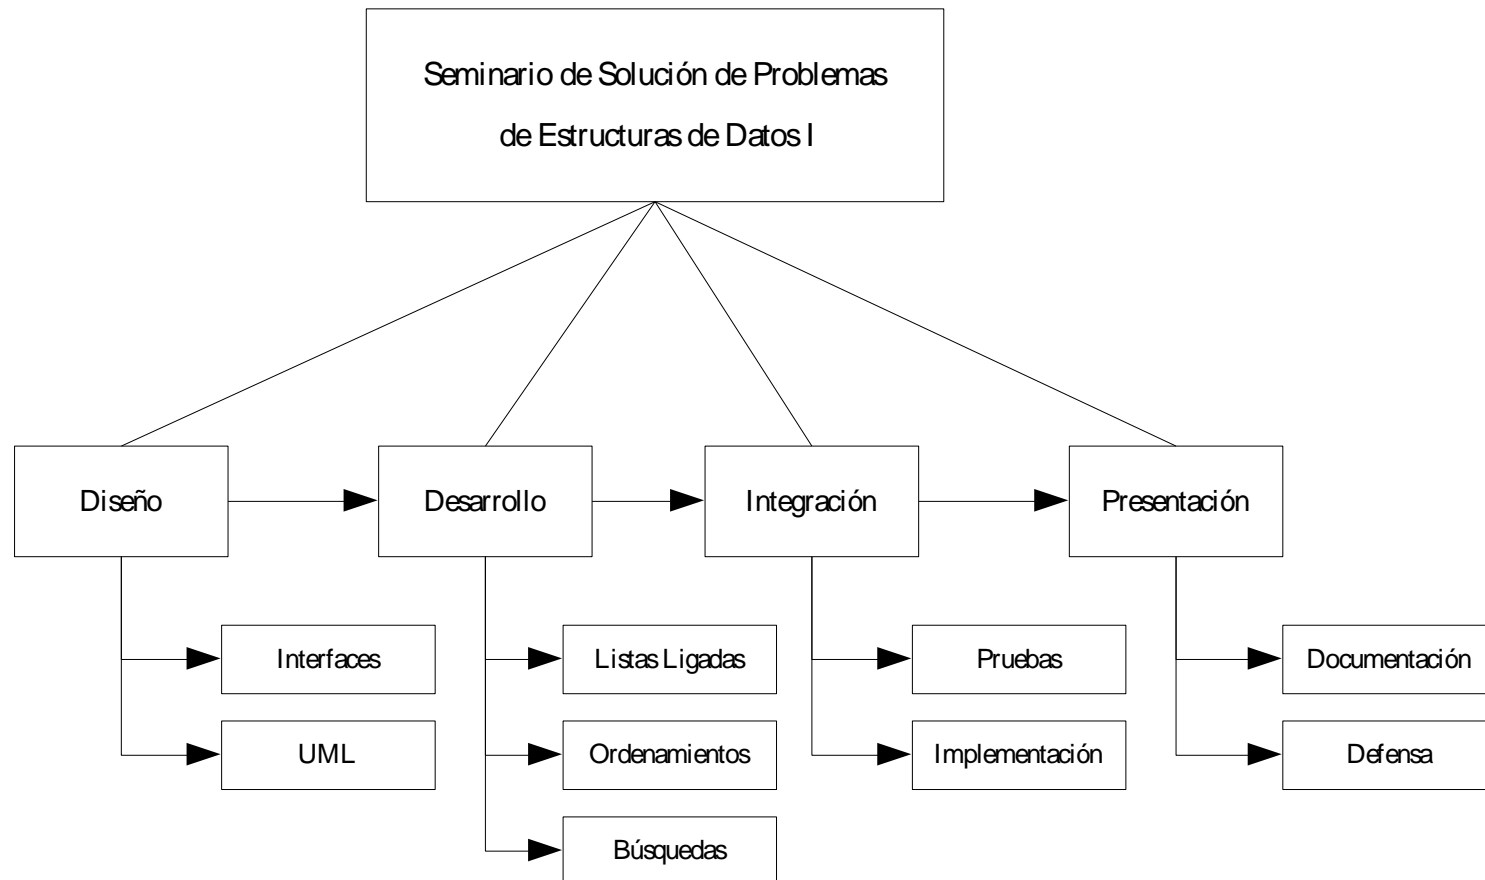 Seminario de Solución de Problemas
de Estructuras de Datos I
Diseño
Desarrollo
Integración
Presentación
Interfaces
Listas Ligadas
Pruebas
Documentación
UML
Ordenamientos
Implementación
Defensa
Búsquedas